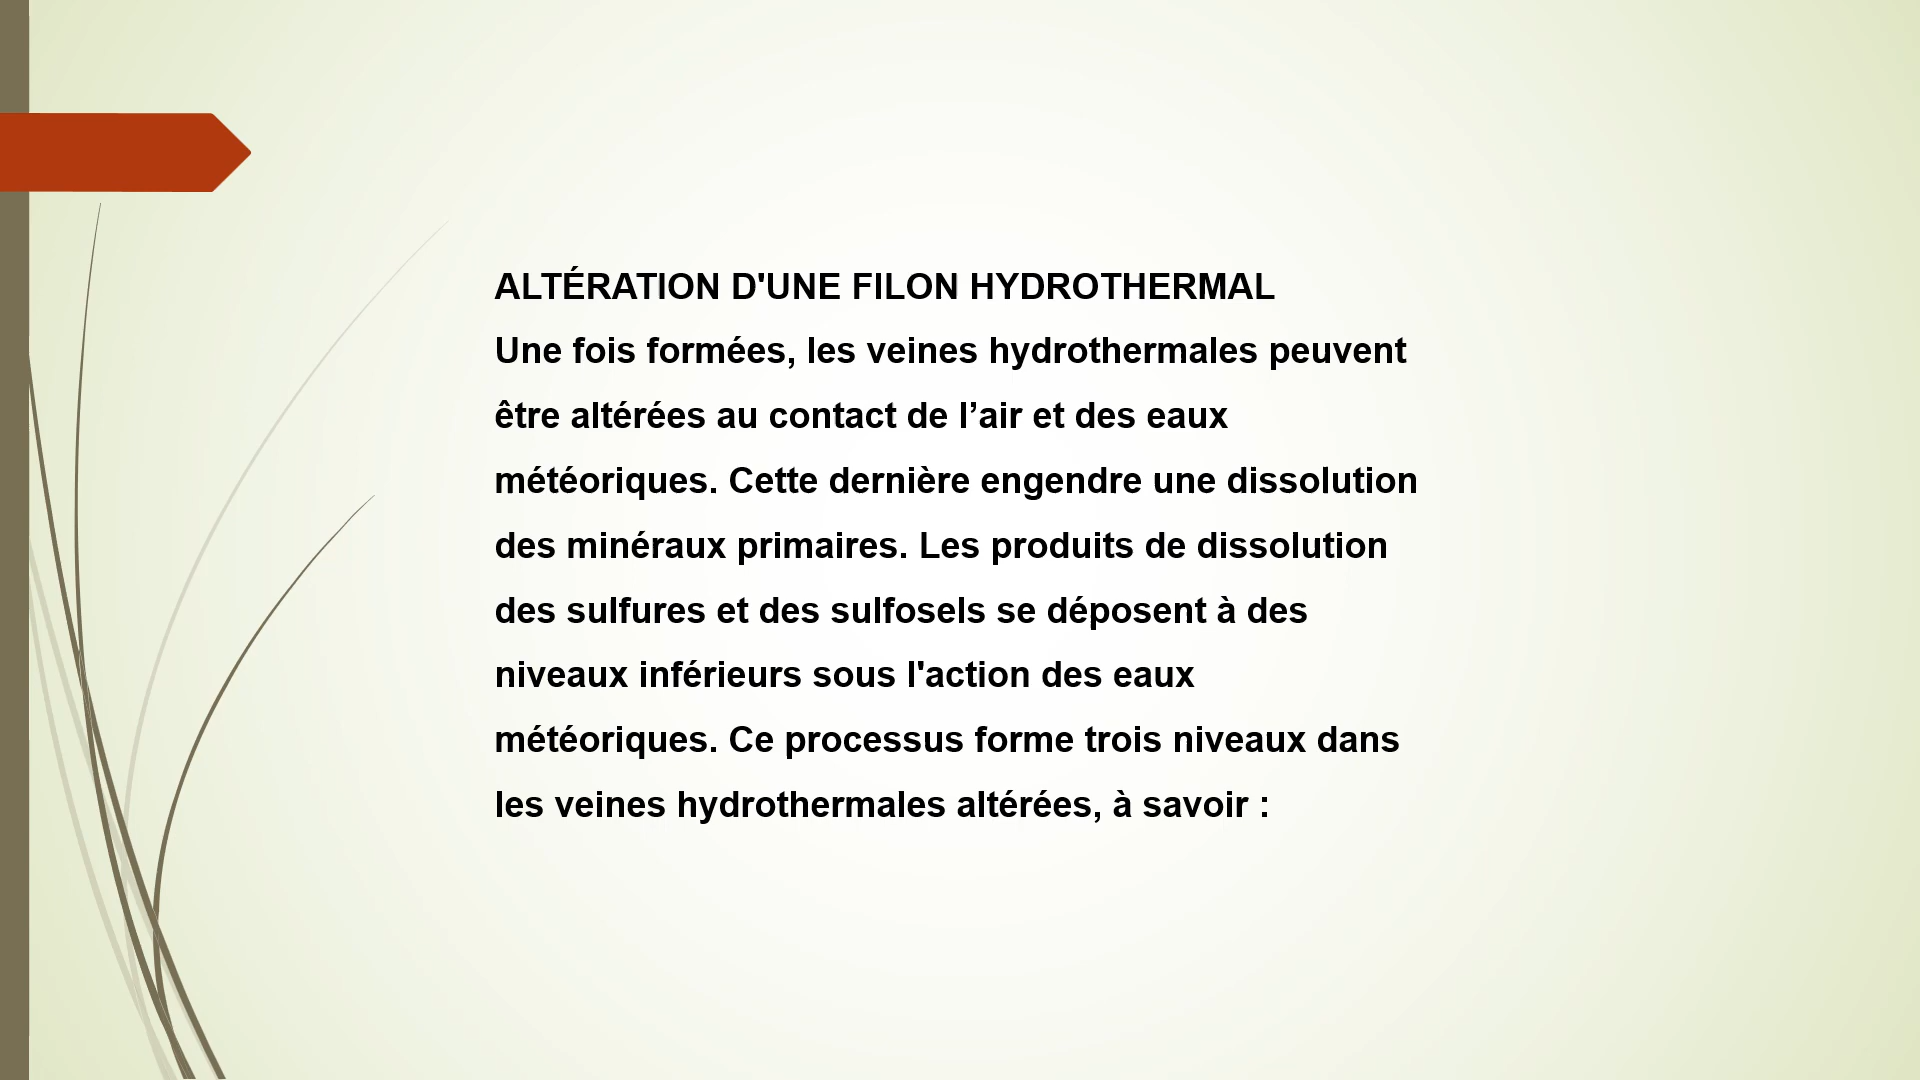 ALTÉRATION D'UNE FILON HYDROTHERMAL
Une fois formées, les veines hydrothermales peuvent
être altérées au contact de l’air et des eaux
météoriques. Cette dernière engendre une dissolution
des minéraux primaires. Les produits de dissolution
des sulfures et des sulfosels se déposent à des
niveaux inférieurs sous l'action des eaux
météoriques. Ce processus forme trois niveaux dans
les veines hydrothermales altérées, à savoir :